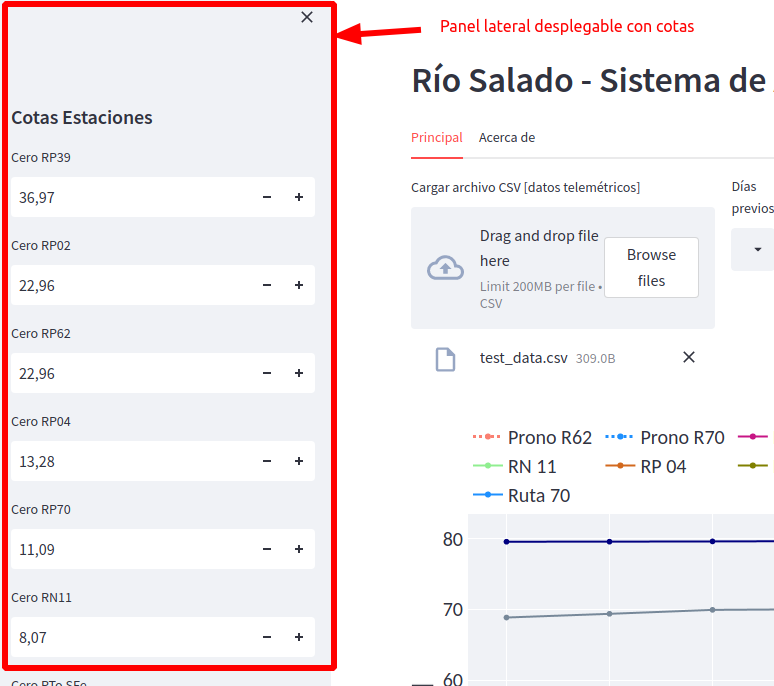 Panel lateral desplegable con cotas
Cotas Estaciones
Cero RP39
36,97
Cero RP02
22,96
Cero RP62
22,96
Cero RP04
13,28
Cero RP70
11,09
Cero RN11
8,07
Cero PTo SFe
Río Salado - Sistema de
Principal
Acerca de
Cargar archivo CSV [datos telemétricos]
Drag and drop file
here
Limit 200MB per file •
CSV
Browse
files
Días
previos
test_data.csv 309.0B
Prono R62
Prono R70
RN 11
RP 04
Ruta 70
80
70
60